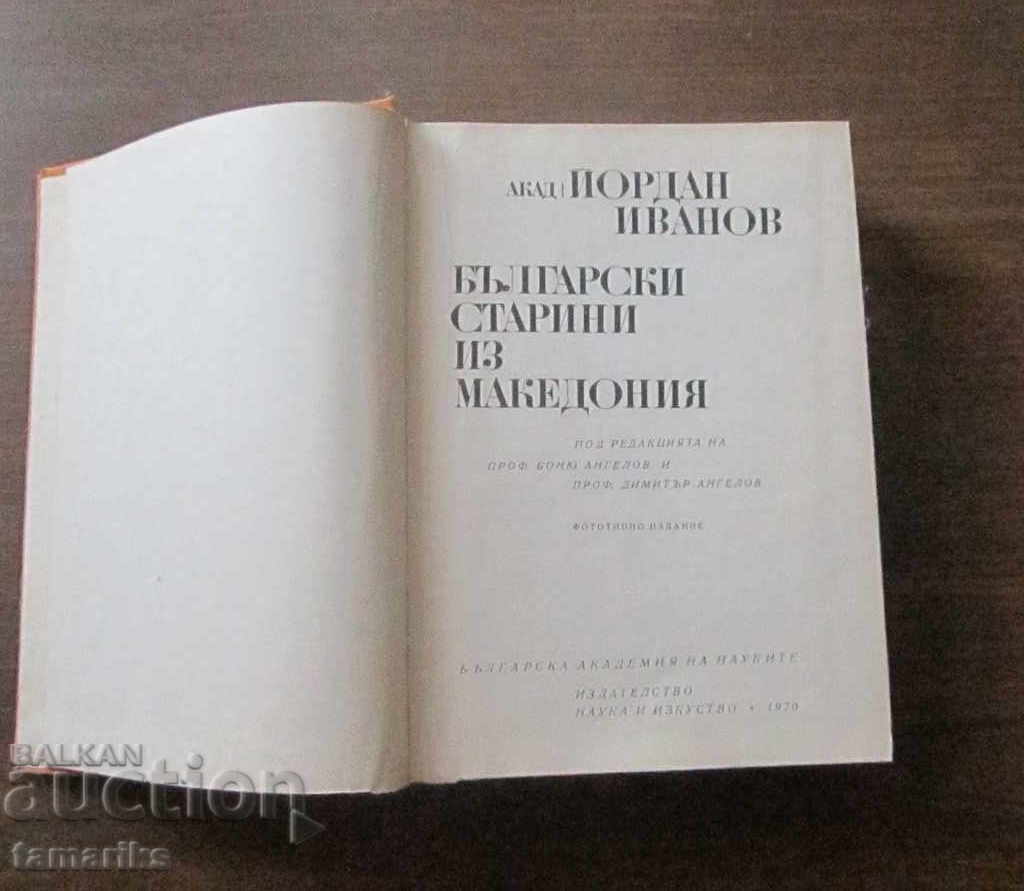 АКАД. ЙОРДАН
ИВАНОВ
БЪЛГАРСКИ
СТАРИНИ
ИЗ
МАКЕДОНИЯ
ПОД РЕДАКЦИЯТА НА
ПРОФ. БОНЮ АНГЕЛОВ И
ПРОФ. ДИМИТЪР АНГЕЛОВ
ФОТОТИПНО ИЗДАНИЕ
БЪЛГАРСКА АКАДЕМИЯ НА НАУКИТЕ
ИЗДАТЕЛСТВО
НАУКА И ИЗКУСТВО • 1970
BALKAN
auction
tamariks